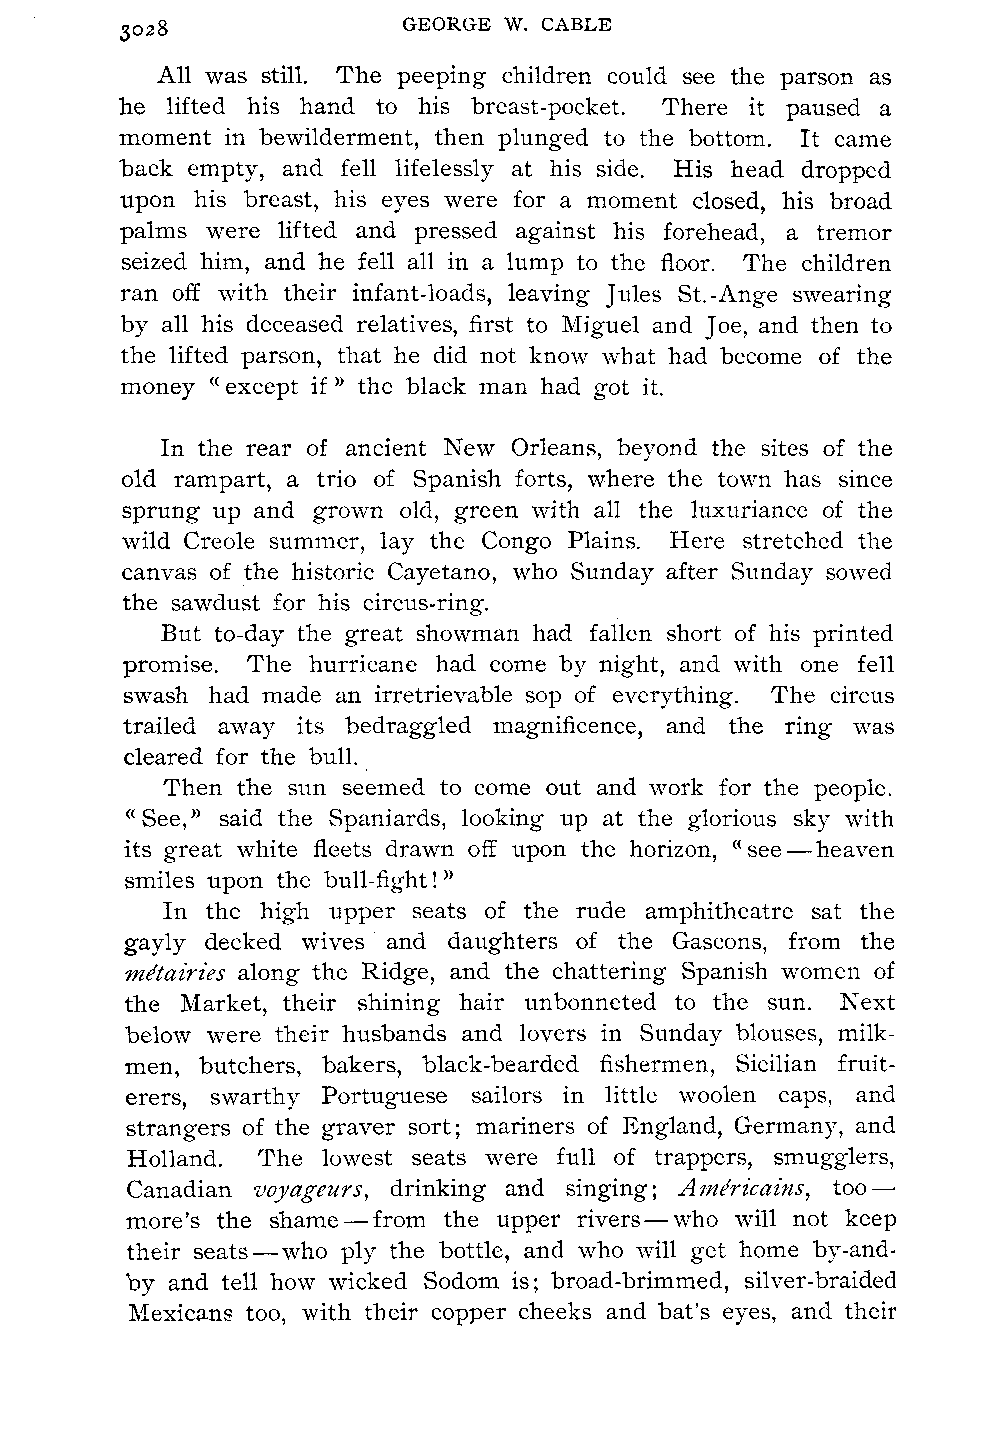 3028 GEORGE W. CABLE
All was still. The peeping children could see the parson as
he lifted his hand to his breast-pocket. There it paused a
moment in bewilderment, then plunged to the bottom. It came
back empty, and fell lifelessly at his side. His head dropped
upon his breast, his eyes were for a moment closed, his broad
palms were lifted and pressed against his forehead, a tremor
seized him, and he fell all in a lump to the floor. The children
ran off with their infant-loads, leaving Jules St.-Ange swearing
by all his deceased relatives, first to Miguel and Joe, and then to
the lifted parson, that he did not know what had become of the
money «except if» the black man had got it.
In the rear of ancient New Orleans, beyond the sites of the
old rampart, a trio of Spanish forts, where the town has since
sprung up and grown old, green with all the luxuriance of the
wild Creole summer, lay the Congo Plains. Here stretched the
canvas of the historic Cayetano, who Sunday after Sunday sowed
the sawdust for his circus-ring.
But to-day the great showman had fallen short of his printed
promise. The hurricane had come by night, and with one fell
swash had made an irretrievable sop of everything. The circus
trailed away its bedraggled magnificence, and the ring was
cleared for the bull.
Then the sun seemed to come out and work for the people.
«See,» said the Spaniards, looking up at the glorious sky with
its great white fleets drawn off upon the horizon, «see—heaven
smiles upon the bull-fight!»
In the high upper seats of the rude amphitheatre sat the
gayly decked wives and daughters of the Gascons, from the
métairies along the Ridge, and the chattering Spanish women of
the Market, their shining hair unbonneted to the sun. Next
below were their husbands and lovers in Sunday blouses, milk-
men, butchers, bakers, black-bearded fishermen, Sicilian fruit-
erers, swarthy Portuguese sailors in little woolen caps, and
strangers of the graver sort; mariners of England, Germany, and
Holland. The lowest seats were full of trappers, smugglers,
Canadian voyageurs, drinking and singing; Américains, too—
more's the shame—from the upper rivers—who will not keep
their seats—who ply the bottle, and who will get home by-and-
by and tell how wicked Sodom is; broad-brimmed, silver-braided
Mexicans too, with their copper cheeks and bat's eyes, and their